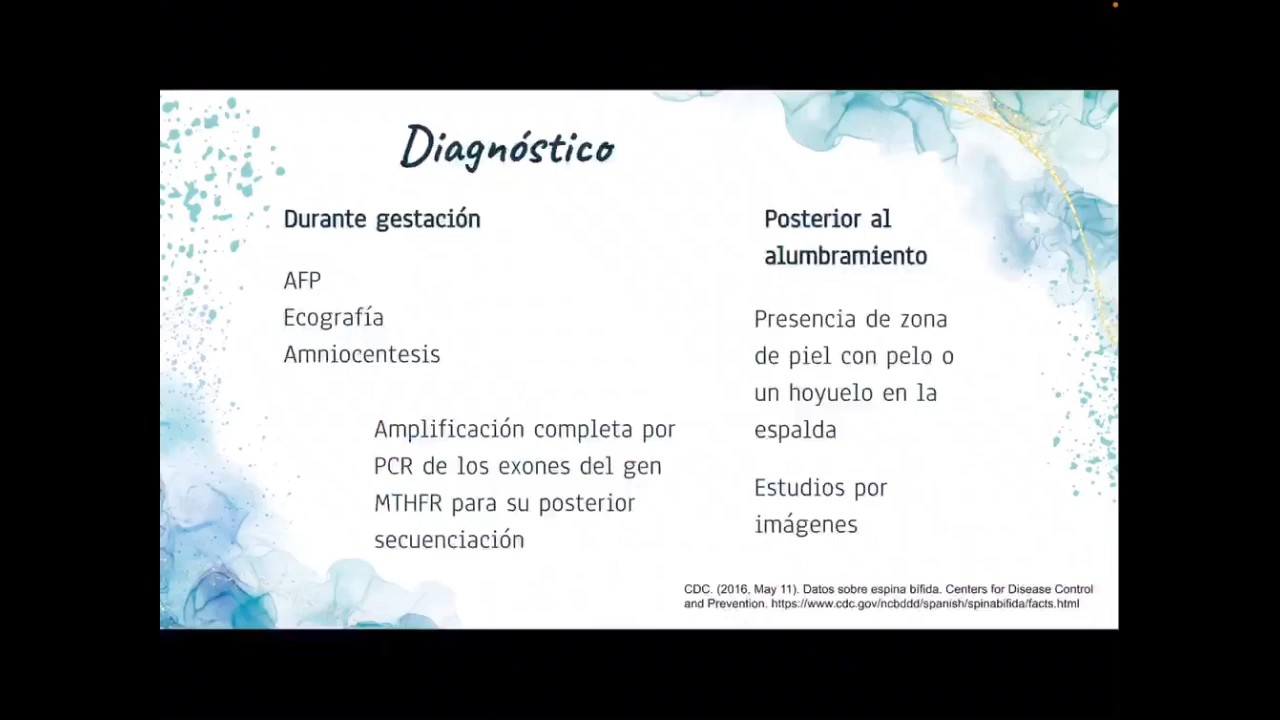 Diagnóstico
Durante gestación
AFP
Ecografía
Amniocentesis
Amplificación completa por
PCR de los exones del gen
MTHFR para su posterior
secuenciación
Posterior al
alumbramiento
Presencia de zona
de piel con pelo o
un hoyuelo en la
espalda
Estudios por
imágenes
CDC. (2016, May 11). Datos sobre espina bífida. Centers for Disease Control
and Prevention. https://www.cdc.gov/ncbddd/spanish/spinabifida/facts.html